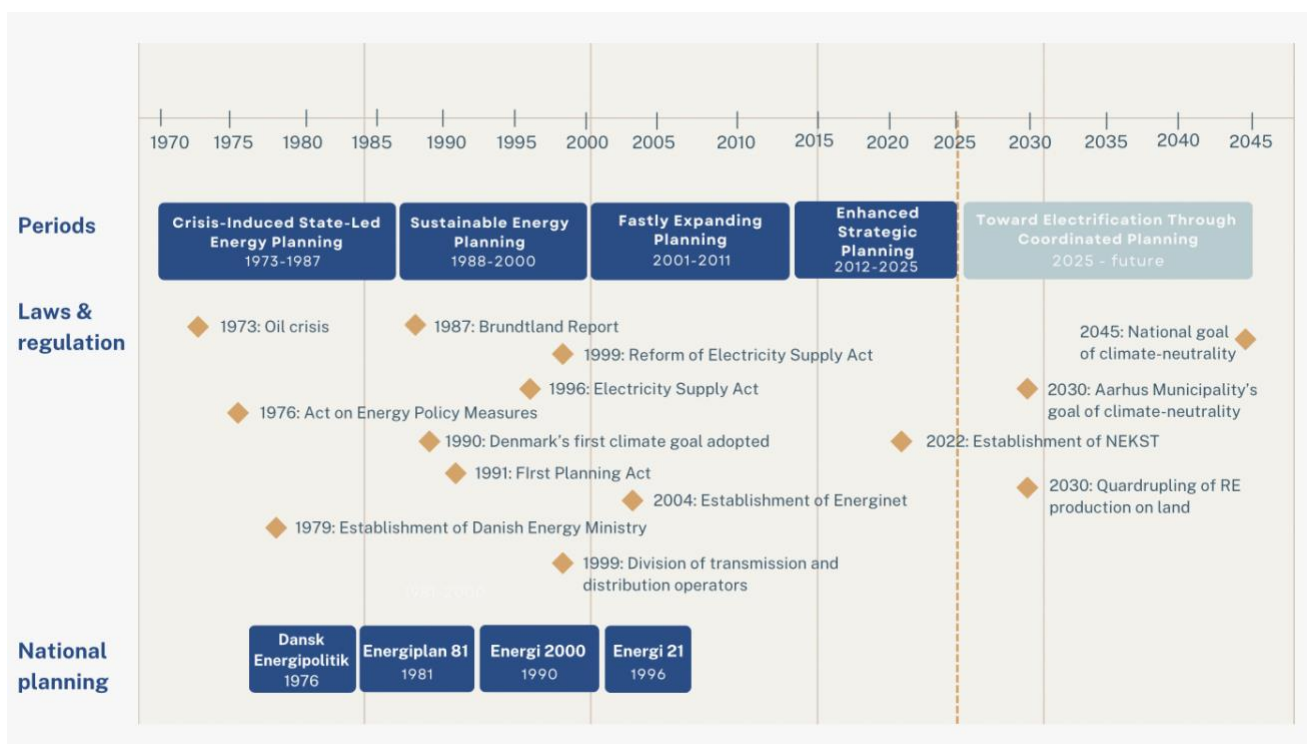 1970 1975 1980 1985 1990 1995 2000 2005 2010 2015 2020 2025 2030 2035 2040 2045
Periods
Crisis-Induced State-Led
Energy Planning
1973-1987
Sustainable Energy
Planning
1988-2000
Fastly Expanding
Planning
2001-2011
Enhanced
Strategic
Planning
2012-2025
Toward Electrification Through
Coordinated Planning
2025 - future
Laws &
regulation
1973: Oil crisis
1987: Brundtland Report
1999: Reform of Electricity Supply Act
2045: National goal
of climate-neutrality
1996: Electricity Supply Act
2030: Aarhus Municipality's
goal of climate-neutrality
1976: Act on Energy Policy Measures
1990: Denmark's first climate goal adopted
2022: Establishment of NEKST
1991: FIrst Planning Act
2004: Establishment of Energinet
2030: Quardrupling of RE
production on land
1979: Establishment of Danish Energy Ministry
1999: Division of transmission and
distribution operators
National
planning
Dansk
Energipolitik
1976
Energiplan 81
1981
Energi 2000
1990
Energi 21
1996